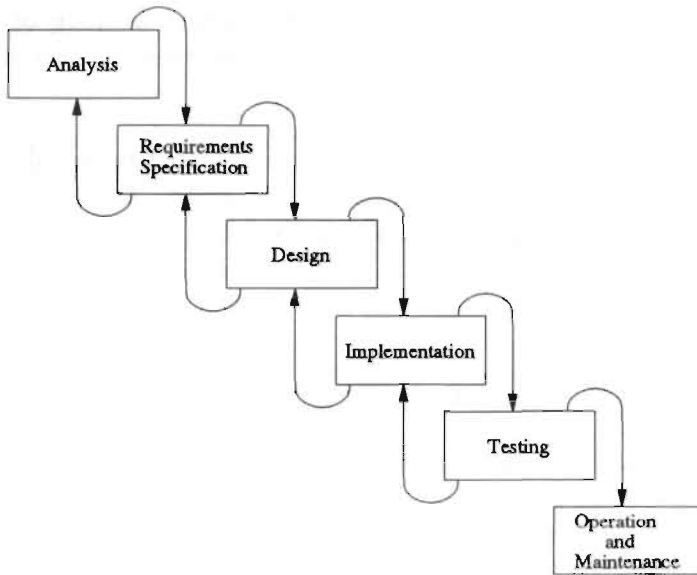 Analysis
Requirements
Specification
Design
Implementation
Testing
Operation
and
Maintenance